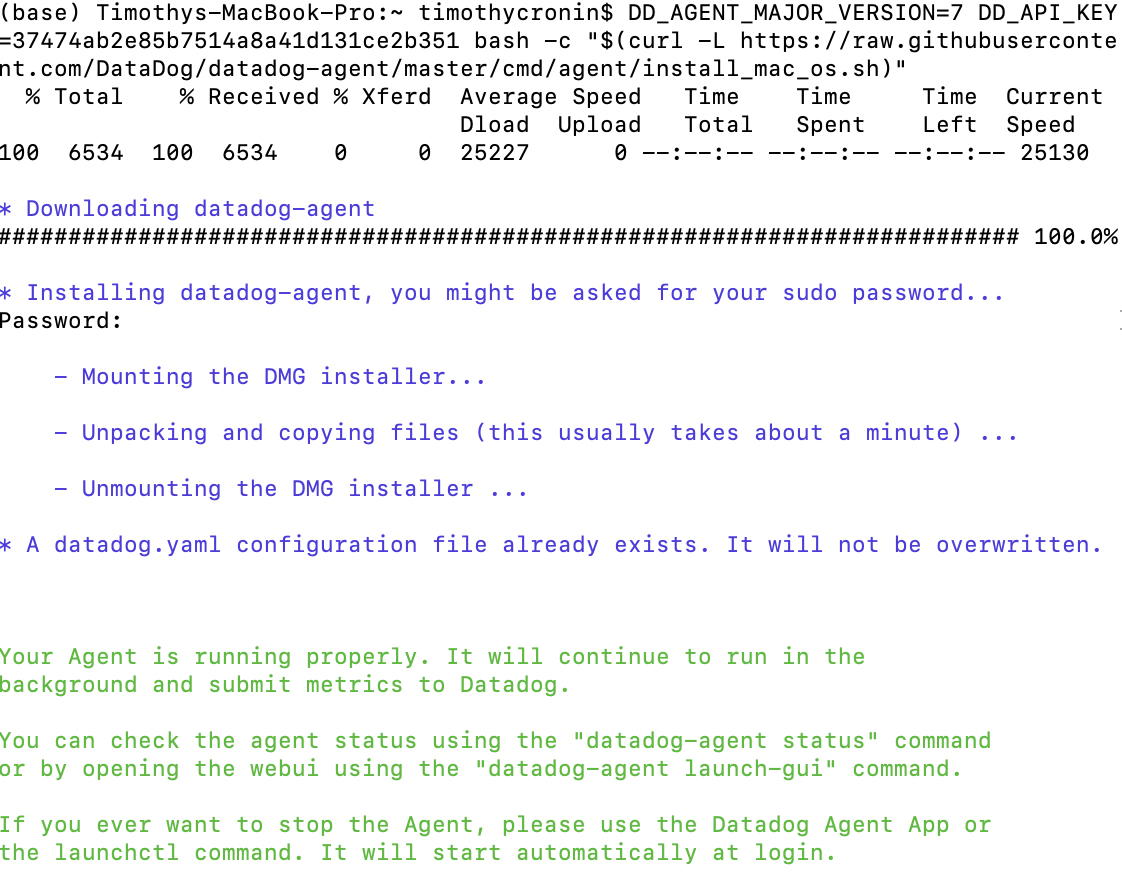 (base) Timothys-MacBook-Pro:~ timothycronin$ DD_AGENT_MAJOR_VERSION=7 DD_API_KEY
=37474ab2e85b7514a8a41d131ce2b351 bash -c "$(curl -L https://raw.githubuserconte
nt.com/DataDog/datadog-agent/master/cmd/agent/install_mac_os.sh)"
  % Total    % Received % Xferd  Average Speed   Time    Time     Time  Current
                                 Dload  Upload   Total   Spent    Left  Speed
100  6534  100  6534    0     0  25227      0 --:--:-- --:--:-- --:--:-- 25130
* Downloading datadog-agent
######################################################################### 100.0%
* Installing datadog-agent, you might be asked for your sudo password...
Password:
    - Mounting the DMG installer...
    - Unpacking and copying files (this usually takes about a minute) ...
    - Unmounting the DMG installer ...
* A datadog.yaml configuration file already exists. It will not be overwritten.
Your Agent is running properly. It will continue to run in the
background and submit metrics to Datadog.
You can check the agent status using the "datadog-agent status" command
or by opening the webui using the "datadog-agent launch-gui" command.
If you ever want to stop the Agent, please use the Datadog Agent App or
the launchctl command. It will start automatically at login.